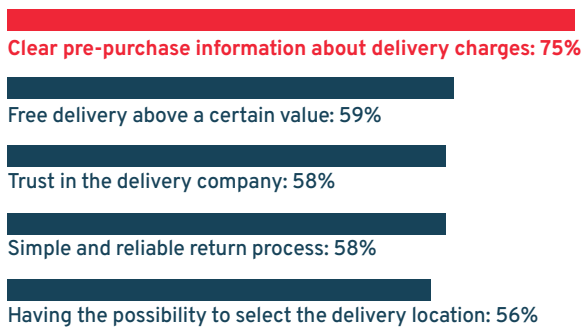 Clear pre-purchase information about delivery charges: 75%
Free delivery above a certain value: 59%
Trust in the delivery company: 58%
Simple and reliable return process: 58%
Having the possibility to select the delivery location: 56%